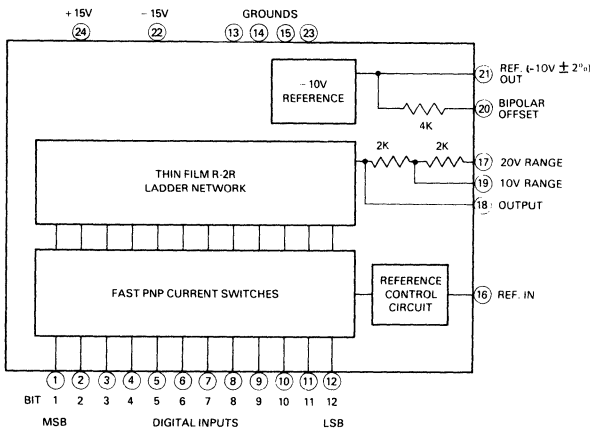 + 15V
- 15V
GROUNDS
24
22
13
14
15
23
- 10V
REFERENCE
21
REF. (-10V ± 2%)
OUT
20
BIPOLAR
OFFSET
4K
2K
2K
17
20V RANGE
19
10V RANGE
18
OUTPUT
THIN FILM R-2R
LADDER NETWORK
FAST PNP CURRENT SWITCHES
REFERENCE
CONTROL
CIRCUIT
16
REF. IN
1 2 3 4 5 6 7 8 9 10 11 12
BIT 1 2 3 4 5 6 7 8 9 10 11 12
MSB DIGITAL INPUTS LSB